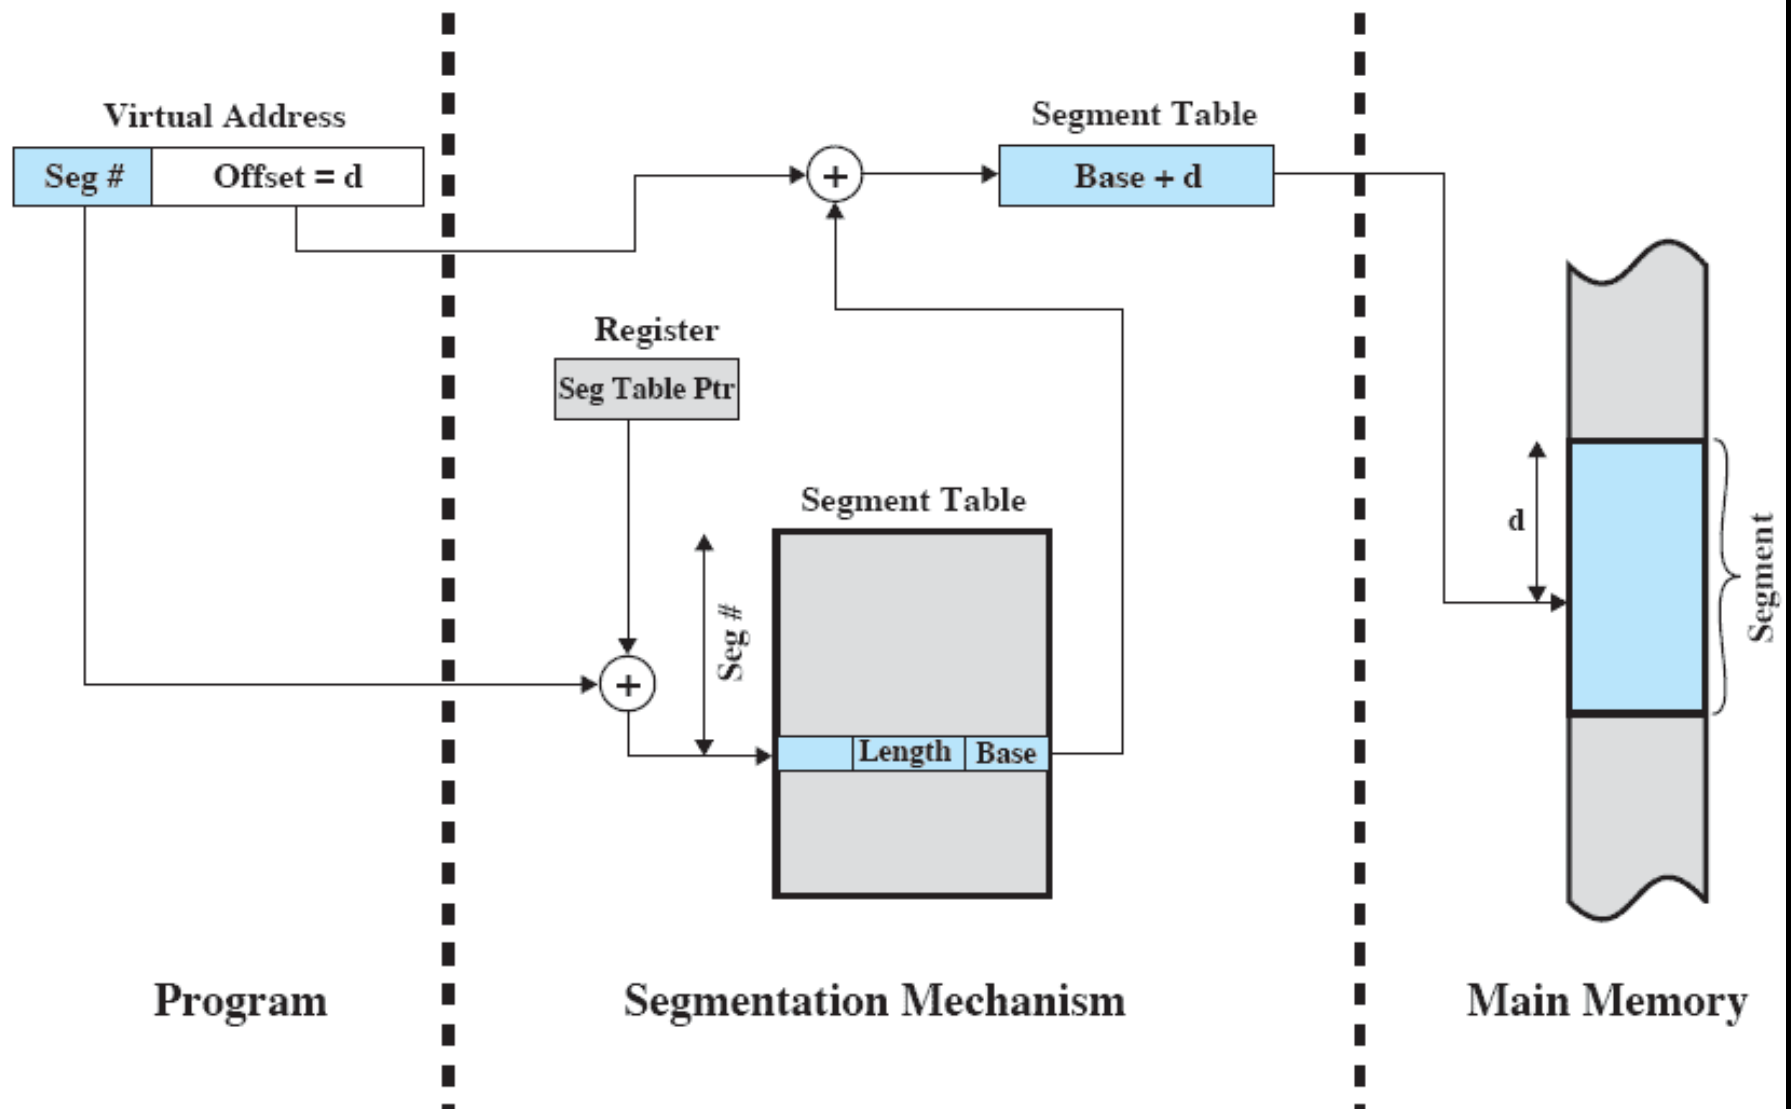 Virtual Address
Seg #
Offset = d
Segment Table
Base + d
Register
Seg Table Ptr
Segment Table
Seg #
Length
Base
d
Segment
Program
Segmentation Mechanism
Main Memory